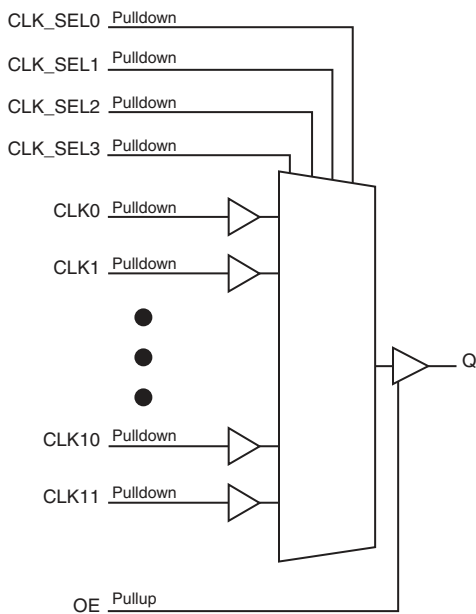 CLK_SEL0 Pulldown
CLK_SEL1 Pulldown
CLK_SEL2 Pulldown
CLK_SEL3 Pulldown
CLK0 Pulldown
CLK1 Pulldown
Q
CLK10 Pulldown
CLK11 Pulldown
OE Pullup